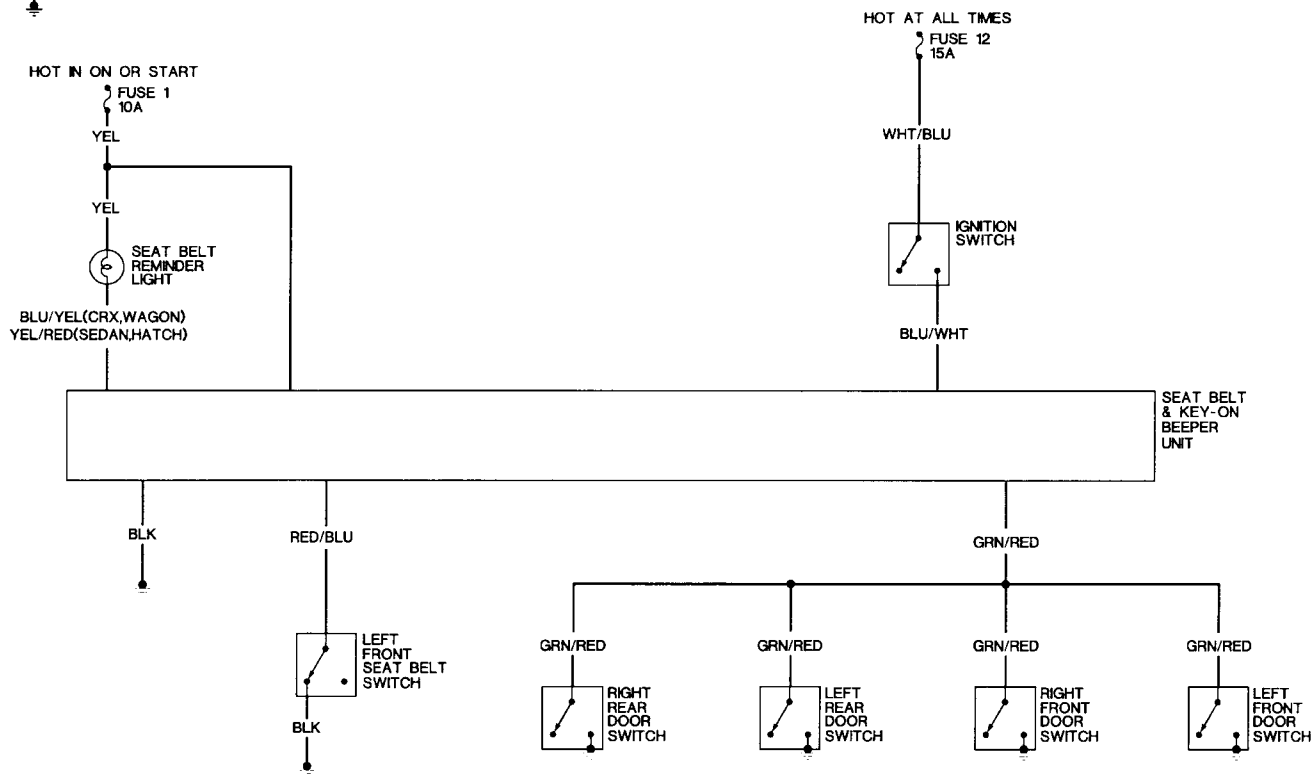 HOT AT ALL TIMES
FUSE 12
15A
HOT IN ON OR START
FUSE 1
10A
YEL
WHT/BLU
YEL
IGNITION
SWITCH
SEAT BELT
REMINDER
LIGHT
BLU/YEL(CRX,WAGON)
YEL/RED(SEDAN,HATCH)
BLU/WHT
SEAT BELT
& KEY-ON
BEEPER
UNIT
BLK
RED/BLU
GRN/RED
LEFT
FRONT
SEAT BELT
SWITCH
BLK
GRN/RED
GRN/RED
GRN/RED
GRN/RED
RIGHT
REAR
DOOR
SWITCH
LEFT
REAR
DOOR
SWITCH
RIGHT
FRONT
DOOR
SWITCH
LEFT
FRONT
DOOR
SWITCH